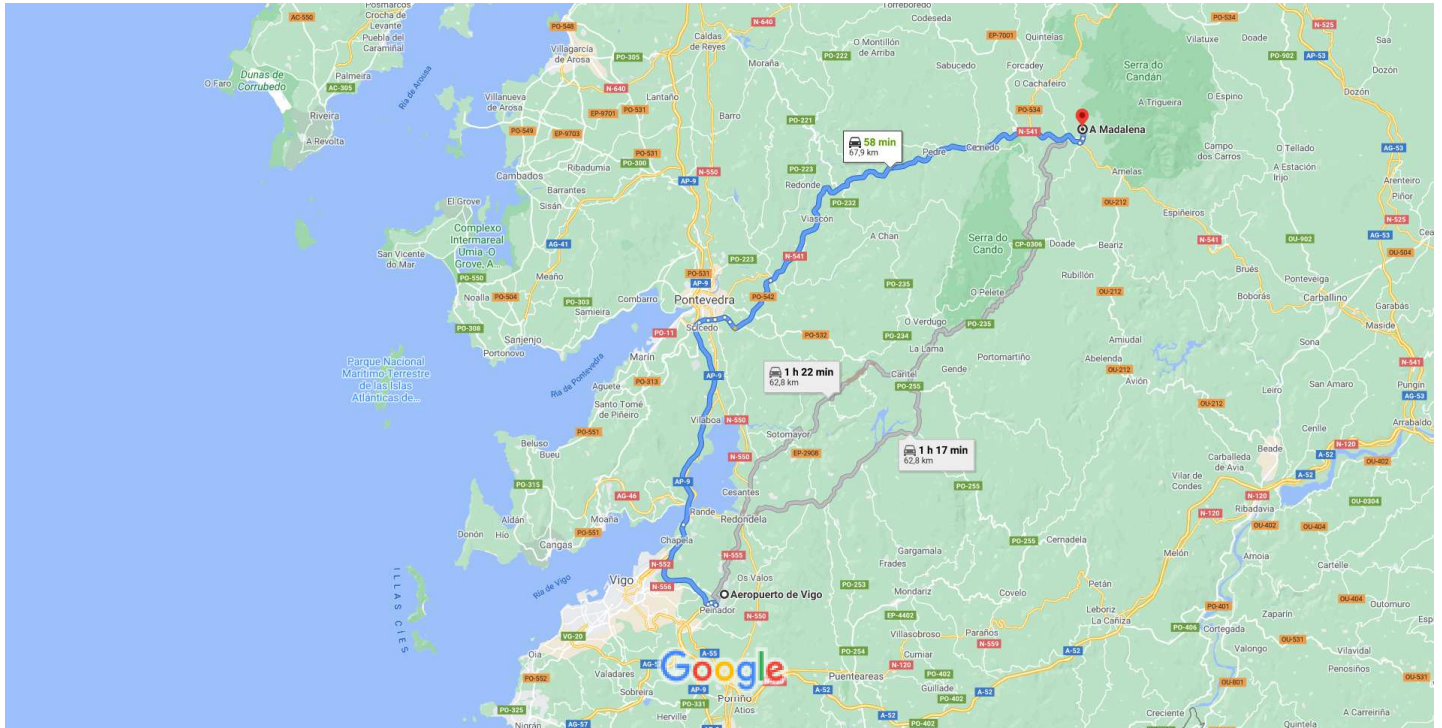 Posmarcos
Crocha de
Levante
Puebla del
Caramiñal
AC-550
Torreboredo
Codeseda
N-640
PO-548
EP-7001
Quintelas
PO-534
A Trigueira
Vilatuxe
Doade
N-525
Saa
PO-902
AP-53
Dozón
Dozón
Villagarcía
de Arosa
Caldas
de Reyes
PO-305
Moraña
PO-222
O Montillón
de Arriba
Sabucedo
Forcadey
O Cachafeiro
Serra do
Candán
O Espino
Dunas de
Corrubedo
O Faro
Palmeira
AC-305
Ría de Arousa
Riveira
A Revolta
Villanueva
de Arosa
N-640
Lantaño
PO-531
EP-9701
Barro
PO-221
PO-534
A Trigueira
PO-549
EP-9703
PO-531
PO-300
Ribadumia
N-550
AP-9
58 min
67,9 km
N-541
A Madalena
Pedre
Cerdedo
Campo
dos Carros
O Tellado
A Estación
Irijo
AG-53
Arenteiro
Piñor
Cambados
Barrantes
Sisán
PO-223
Redonde
PO-232
Viascón
Amelas
OU-212
Espiñeiros
N-541
El Grove
Complexo
Intermareal
Umia -O
Grove, A...
San Vicente
do Mar
AG-41
Meaño
A Chan
Serra do
Cando
CP-0306
Doade
Beariz
OU-902
N-525
AG-53
OU-504
Cea
PO-550
Noalla
PO-504
PO-303
Samieira
Combarro
PO-531
AP-9
PO-223
N-541
PO-542
Pontevedra
PO-235
Rubillón
OU-212
Brués
Ponteveiga
Boborás
Carballino
Garabás
Maside
PO-308
Sanjenjo
Portonovo
PO-11
Salcedo
PO-532
O Pelete
O Verdugo
PO-234
PO-235
La Lama
Amiudal
Sona
Parque Nacional
Marítimo-Terrestre
de las Islas
Atlánticas de...
Ría de Pontevedra
Marín
PO-313
Aguete
Santo Tomé
de Piñeiro
AP-9
1 h 22 min
62,8 km
Caritel
Gende
PO-255
Portomartiño
Abelenda
OU-212
Avión
Leiro
San Amaro
Pungín
AG-53
Vilaboa
N-550
PO-551
Beluso
Bueu
Sotomayor
EP-2908
1 h 17 min
62,8 km
OU-212
Cenlle
Arrabaldo
N-120
Beade
A-52
OU-402
PO-315
AP-9
N-550
Cesantes
PO-255
Carballeda
de Avia
Vilar de
Condes
A-52
N-120
OU-0304
AG-46
Rande
Redondela
N-120
Ribadavia
OU-402
OU-404
Aldán
Hío
Moaña
PO-551
Donón
Cangas
Chapela
PO-255
Cernadela
Melón
Arnoia
Cartelle
N-552
N-555
Gargamala
Frades
Ría de Vigo
Vigo
N-556
Os Valos
PO-253
Mondariz
Covelo
Petán
ILLAS CÍES
Aeropuerto de Vigo
Peinador
N-550
EP-4402
Leboriz
La Cañiza
PO-401
OU-404
Outomuro
Zaparín
PO-406
Cortegada
OU-531
VG-20
Villasobroso
Paraños
N-559
Valongo
Vilavidal
Oia
A-55
PO-254
Cumiar
N-120
A-52
Penosiños
PO-552
Valadares
AG-57
Google
PO-402
Puenteareas
Guillade
OU-801
OU-531
Sobreira
AP-9
Porriño
A-52
A-52
PO-325
PO-331
Atios
PO-402
PO-402
Nigrán
AG-57
Herville
Creciente
Quintela
A Carreiriña